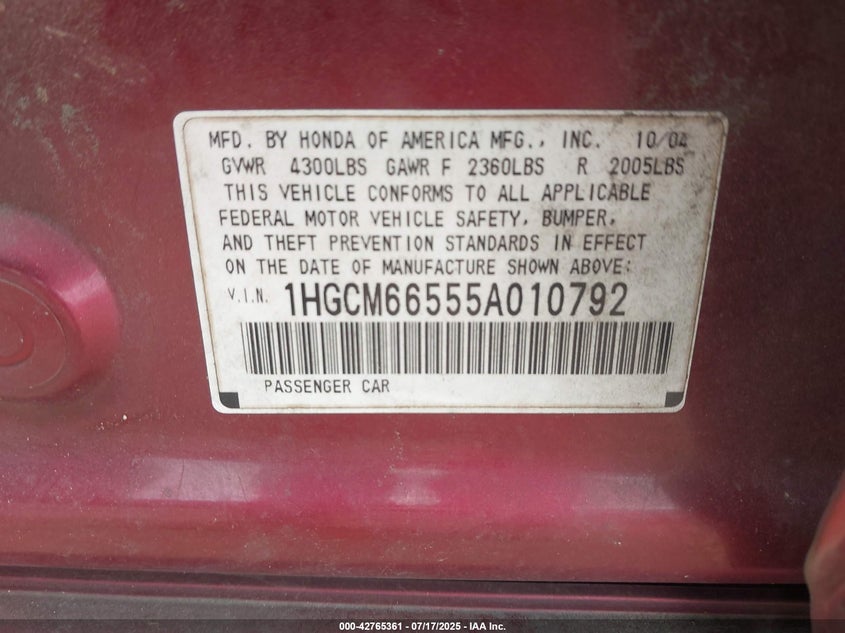 MFD. BY HONDA OF AMERICA MFG., INC. 10/04
GVWR 4300LBS GAWR F 2360LBS R 2005LBS
THIS VEHICLE CONFORMS TO ALL APPLICABLE
FEDERAL MOTOR VEHICLE SAFETY, BUMPER,
AND THEFT PREVENTION STANDARDS IN EFFECT
ON THE DATE OF MANUFACTURE SHOWN ABOVE:
V.I.N. 1HGCM66555A010792
PASSENGER CAR
000-42765361 - 07/17/2025 - IAA Inc.